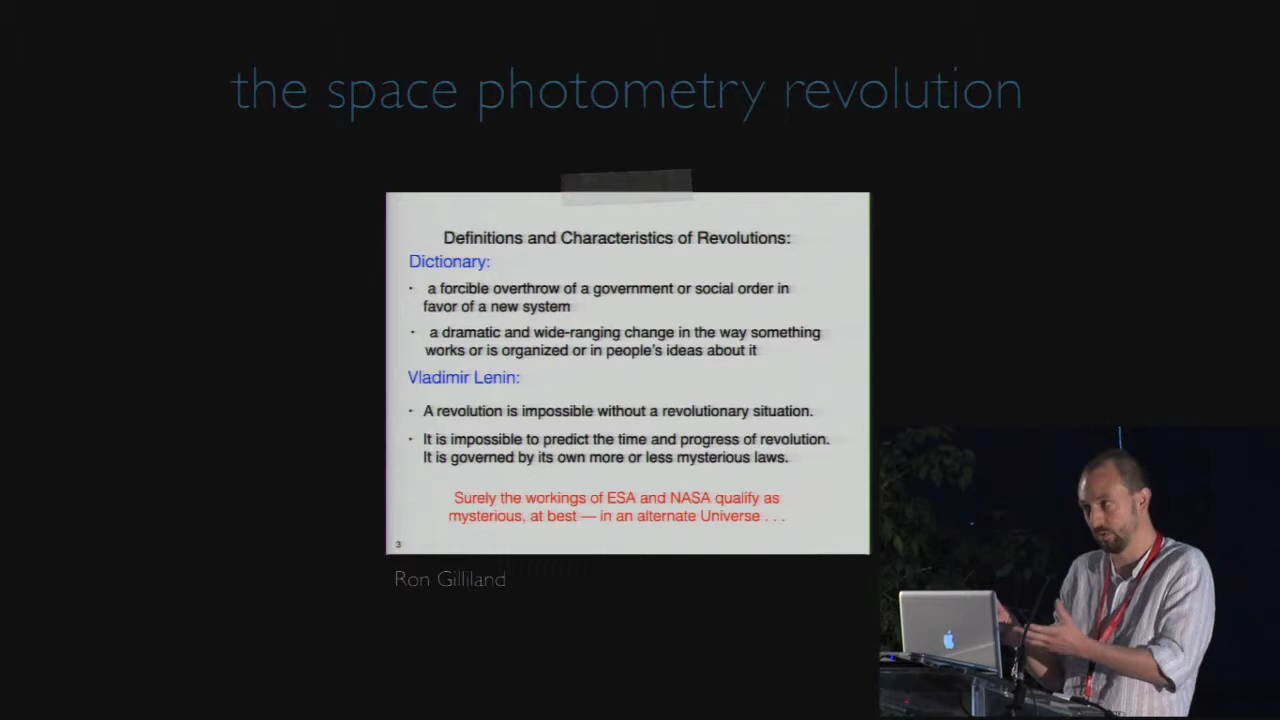 the space photometry revolution
Definitions and Characteristics of Revolutions:
Dictionary:
· a forcible overthrow of a government or social order in
favor of a new system
· a dramatic and wide-ranging change in the way something
works or is organized or in people's ideas about it
Vladimir Lenin:
· A revolution is impossible without a revolutionary situation.
· It is impossible to predict the time and progress of revolution.
It is governed by its own more or less mysterious laws.
Surely the workings of ESA and NASA qualify as
mysterious, at best — in an alternate Universe . . .
3
Ron Gilliland